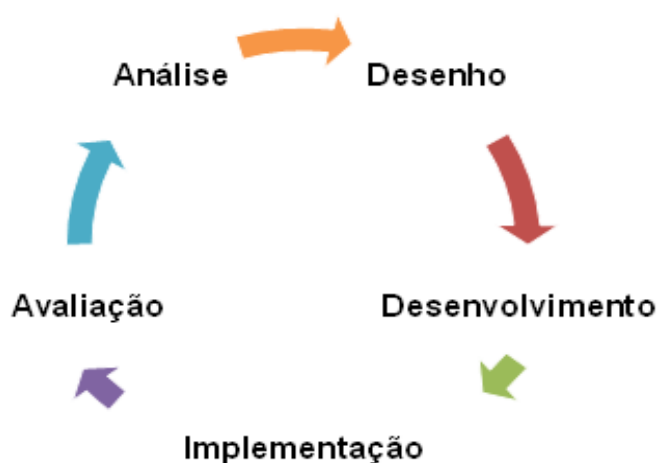 Análise
Desenho
Desenvolvimento
Implementação
Avaliação